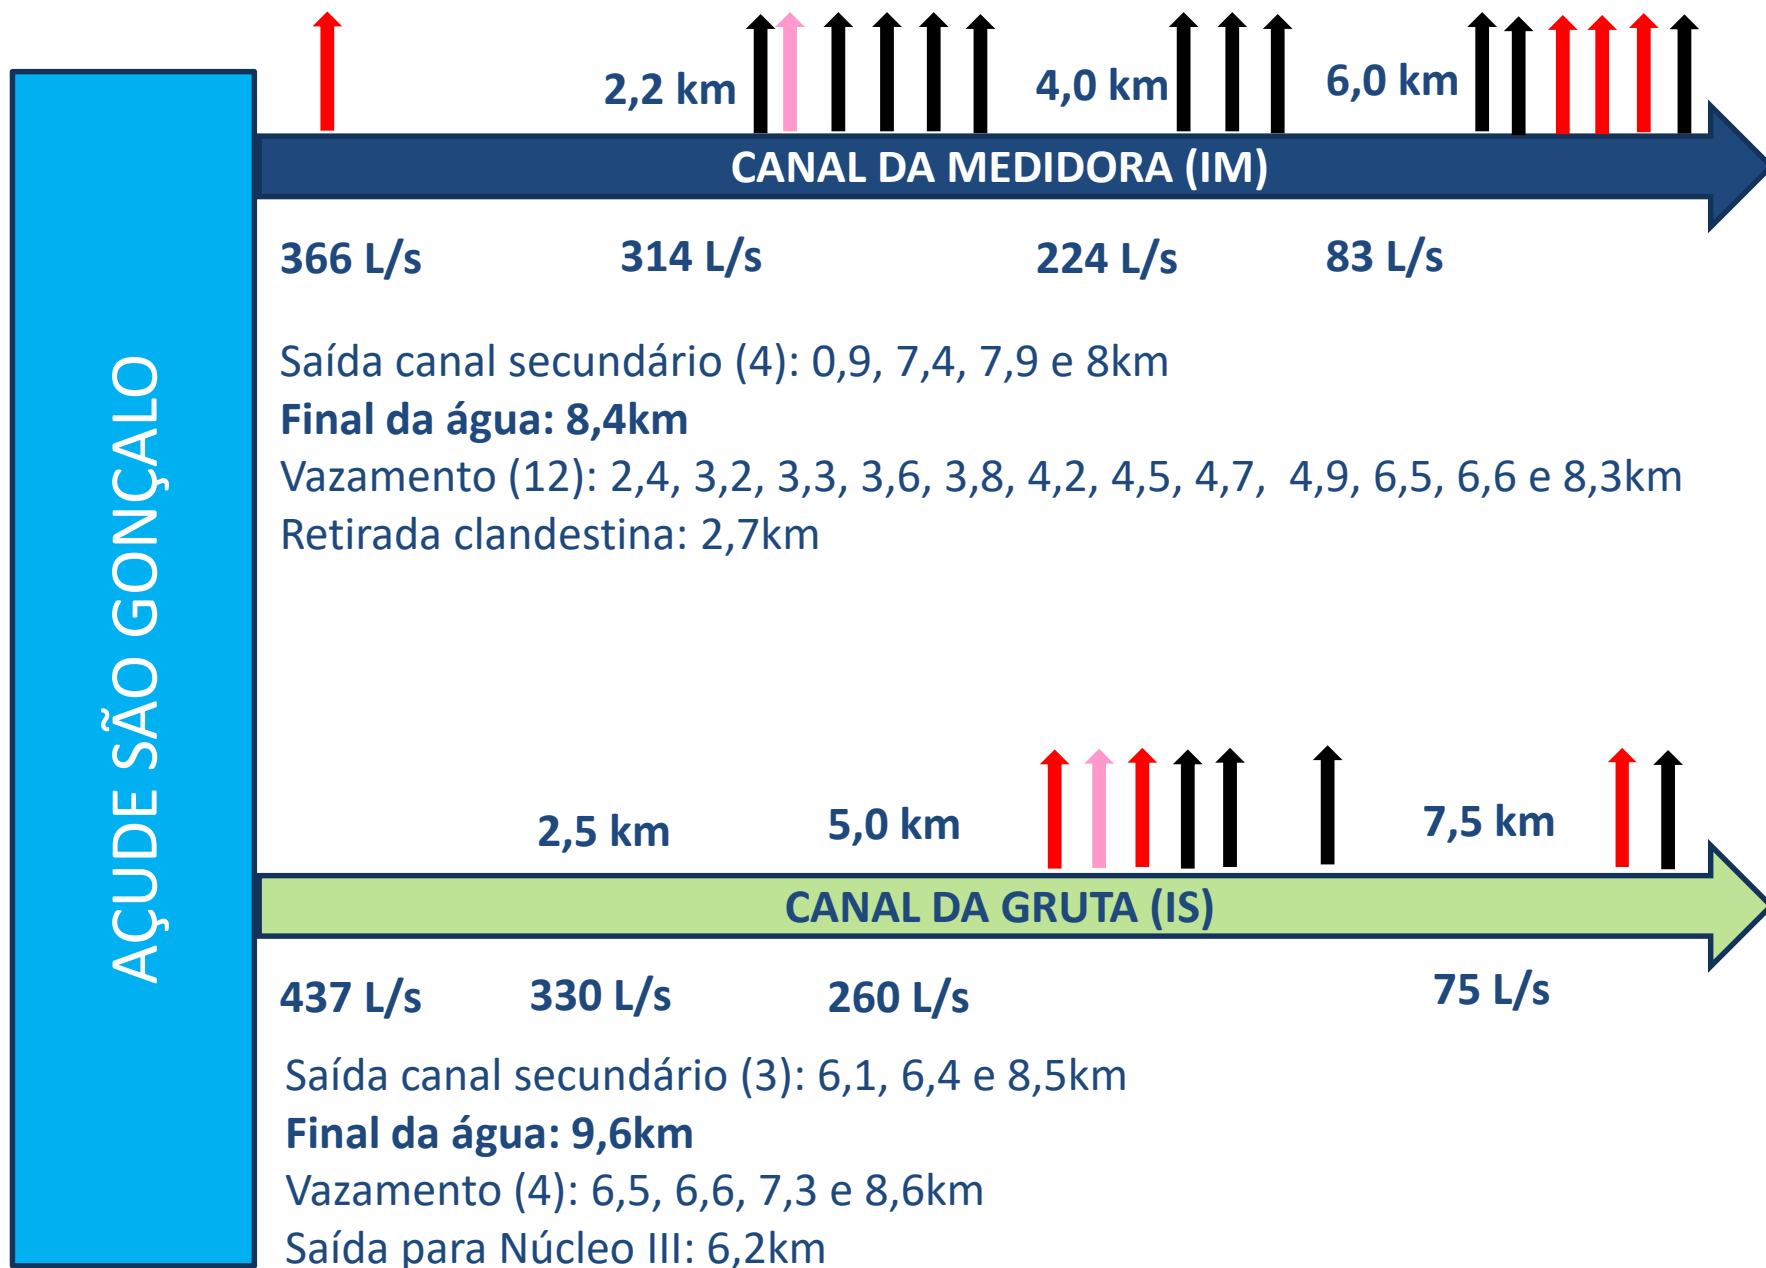 AÇUDE SÃO GONÇALO
2,2 km
4,0 km
6,0 km
CANAL DA MEDIDORA (IM)
366 L/s
314 L/s
224 L/s
83 L/s
Saída canal secundário (4): 0,9, 7,4, 7,9 e 8km
Final da água: 8,4km
Vazamento (12): 2,4, 3,2, 3,3, 3,6, 3,8, 4,2, 4,5, 4,7, 4,9, 6,5, 6,6 e 8,3km
Retirada clandestina: 2,7km
2,5 km
5,0 km
7,5 km
CANAL DA GRUTA (IS)
437 L/s
330 L/s
260 L/s
75 L/s
Saída canal secundário (3): 6,1, 6,4 e 8,5km
Final da água: 9,6km
Vazamento (4): 6,5, 6,6, 7,3 e 8,6km
Saída para Núcleo III: 6,2km